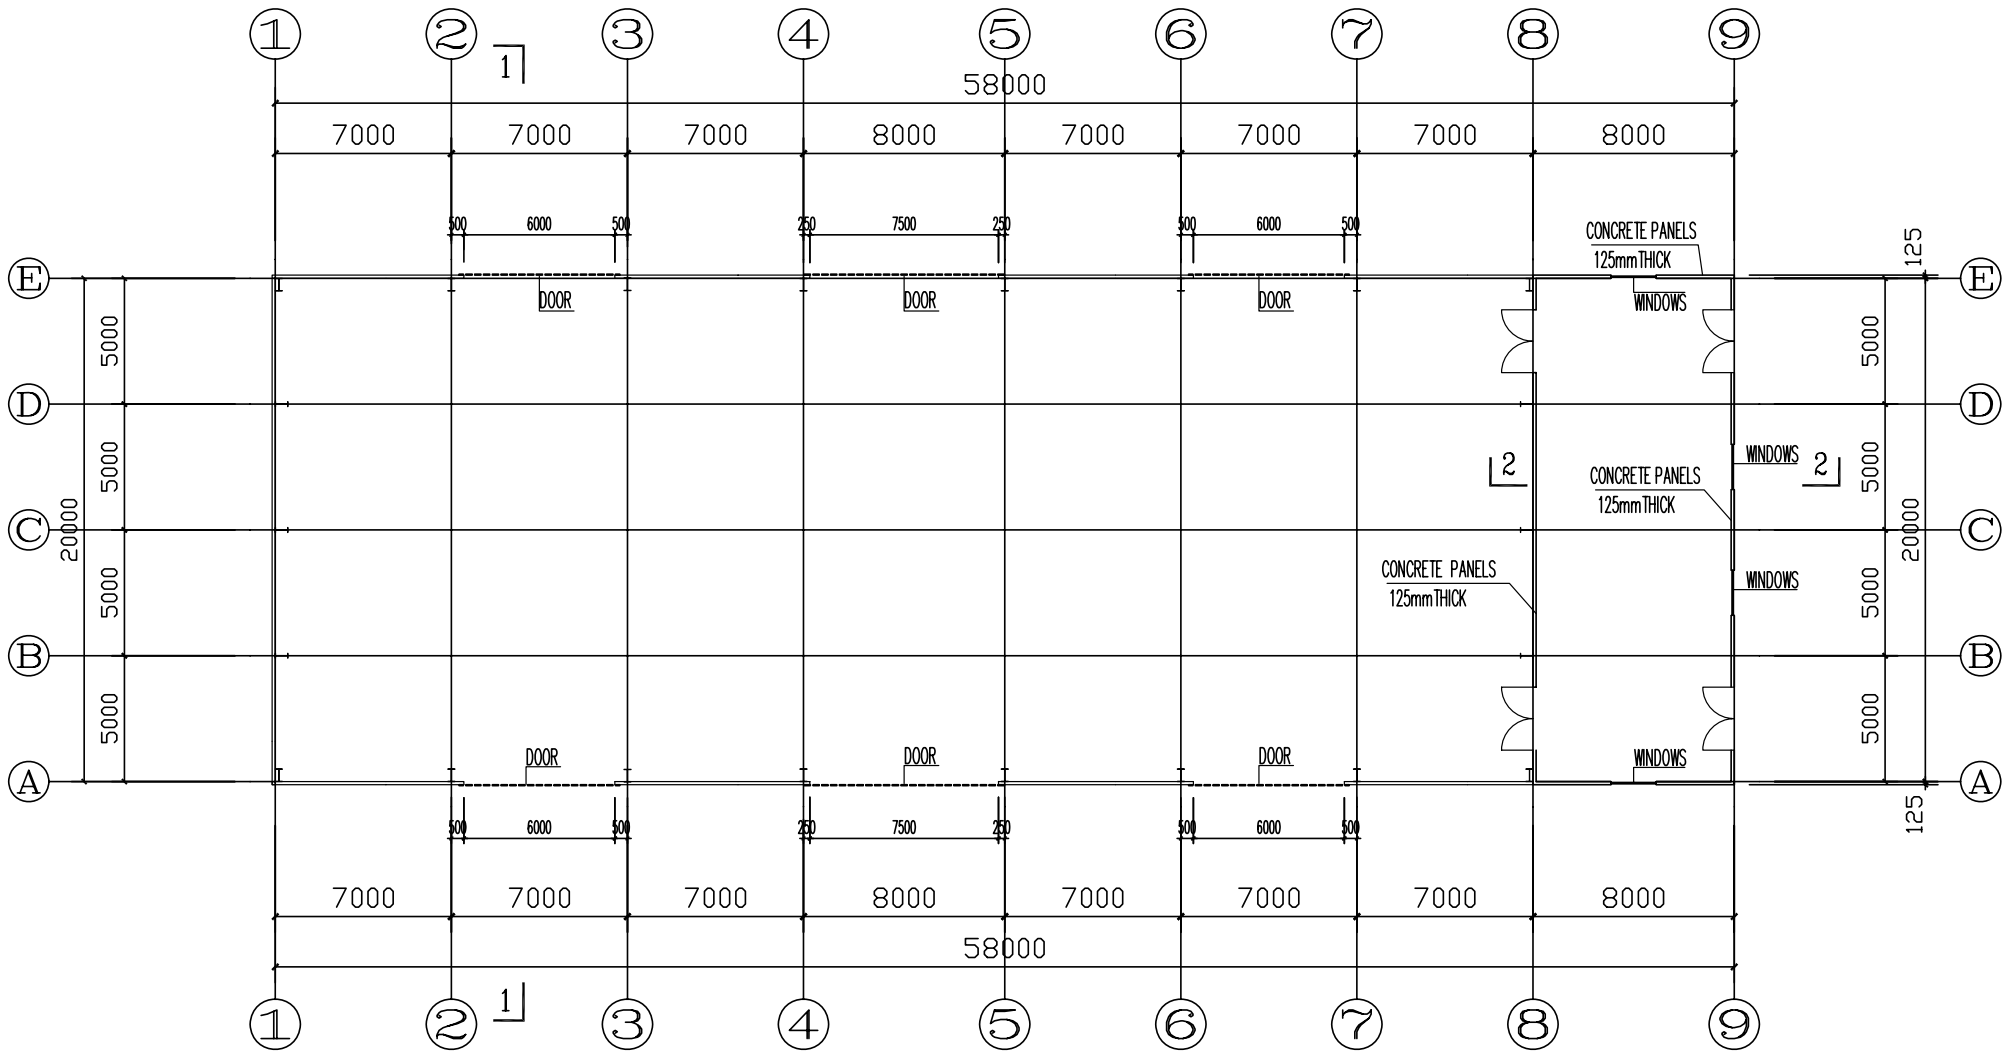 1 2 3 4 5 6 7 8 9
1
58000
7000 7000 7000 8000 7000 7000 7000 8000
500 6000 500 250 7500 250 500 6000 500
CONCRETE PANELS
125mm THICK
125
E E
DOOR DOOR DOOR WINDOWS
5000 5000
D D
WINDOWS
2 2
5000 5000
CONCRETE PANELS
125mm THICK
20000 20000
C C
CONCRETE PANELS
125mm THICK
WINDOWS
5000 5000
B B
5000 5000
DOOR DOOR DOOR WINDOWS
A A
125
500 6000 500 250 7500 250 500 6000 500
7000 7000 7000 8000 7000 7000 7000 8000
58000
1
1 2 3 4 5 6 7 8 9